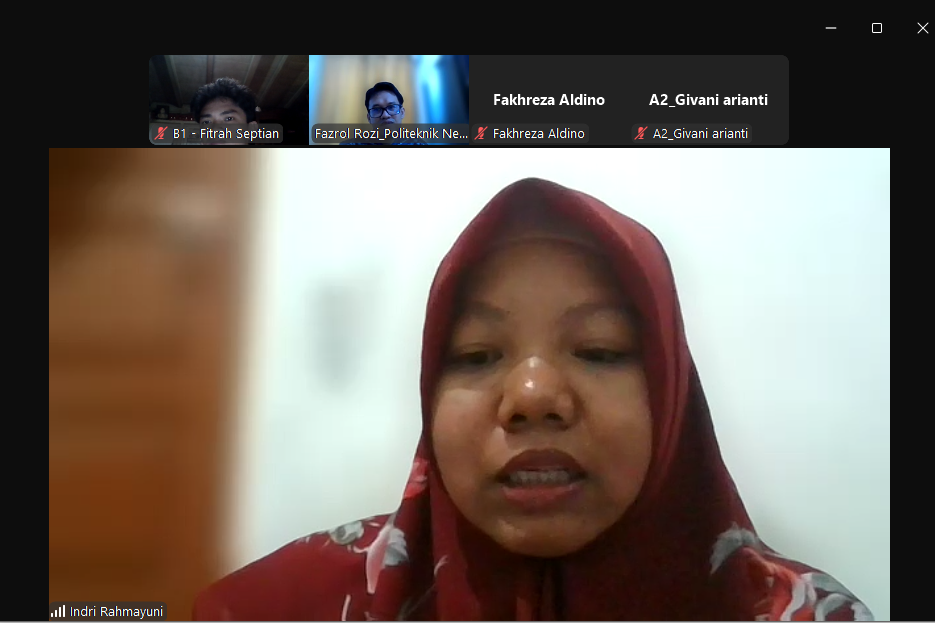 Fakhreza Aldino
A2_Givani arianti
B1 - Fitrah Septian
Fazrol Rozi_Politeknik Ne...
Fakhreza Aldino
A2_Givani arianti
Indri Rahmayuni